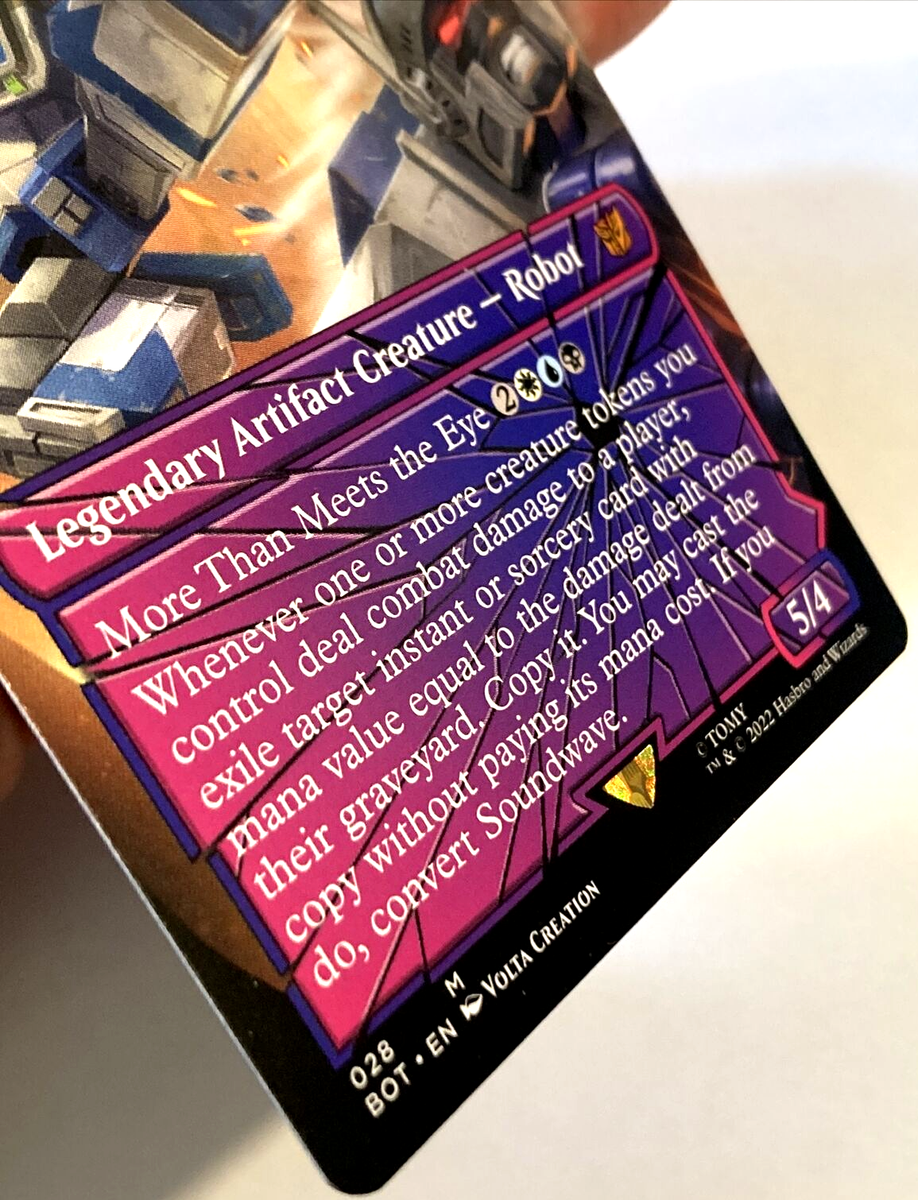 Legendary Artifact Creature – Robot
More Than Meets the Eye 2
Whenever one or more creature tokens you
control deal combat damage to a player,
exile target instant or sorcery card with
mana value equal to the damage dealt from
their graveyard. Copy it. You may cast the
copy without paying its mana cost. If you
do, convert Soundwave.
5/4
© TOMY
™ & © 2022 Hasbro and Wizards
028 M
BOT • EN VOLTA CREATION